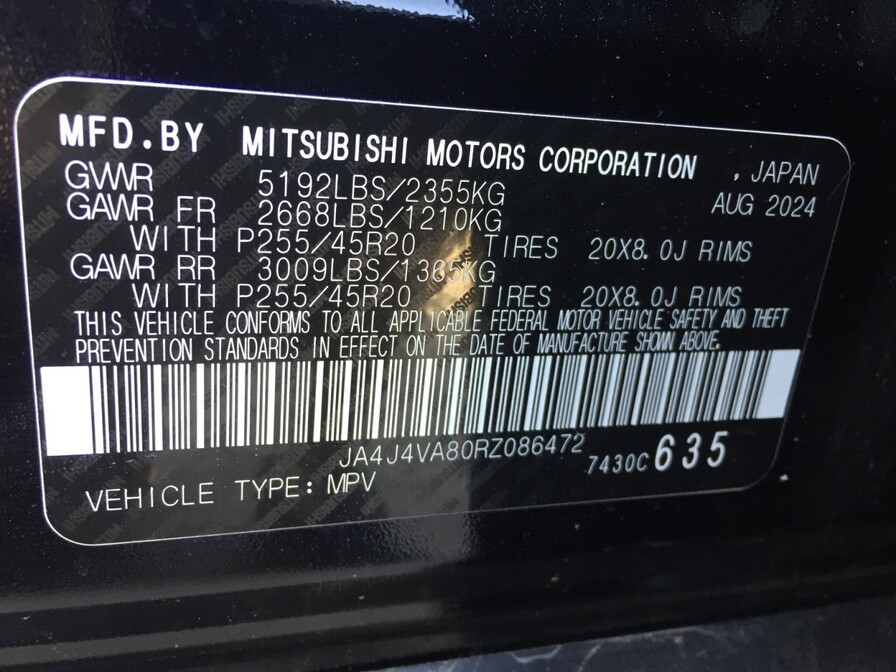 MFD.BY MITSUBISHI MOTORS CORPORATION , JAPAN
GVWR 5192LBS/2355KG AUG 2024
GAWR FR 2668LBS/1210KG
WITH P255/45R20 TIRES 20X8.0J RIMS
GAWR RR 3009LBS/1365KG
WITH P255/45R20 TIRES 20X8.0J RIMS
THIS VEHICLE CONFORMS TO ALL APPLICABLE FEDERAL MOTOR VEHICLE SAFETY AND THEFT
PREVENTION STANDARDS IN EFFECT ON THE DATE OF MANUFACTURE SHOWN ABOVE.
JA4J4VA80RZ086472 7430C 635
VEHICLE TYPE: MPV